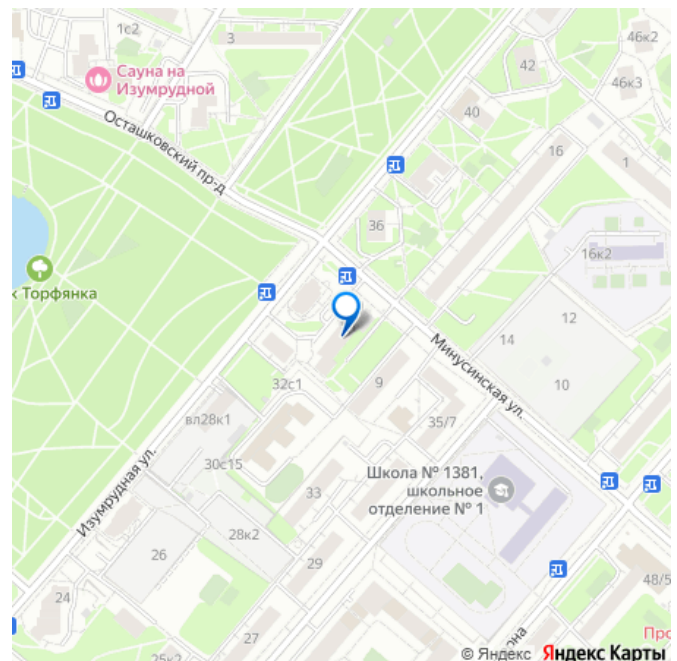 1с2
3
46к2
Сауна на
Изумрудной
42
46к3
40
Осташковский пр-д
16
1
36
16к2
к Торфянка
12
14
Минусинская ул.
32с1
9
10
вл28к1
35/7
30с15
Школа № 1381,
школьное
отделение № 1
Изумрудная ул.
33
28к2
26
29
48/5
24
27
она
Про
25к2
© Яндекс Яндекс Карты